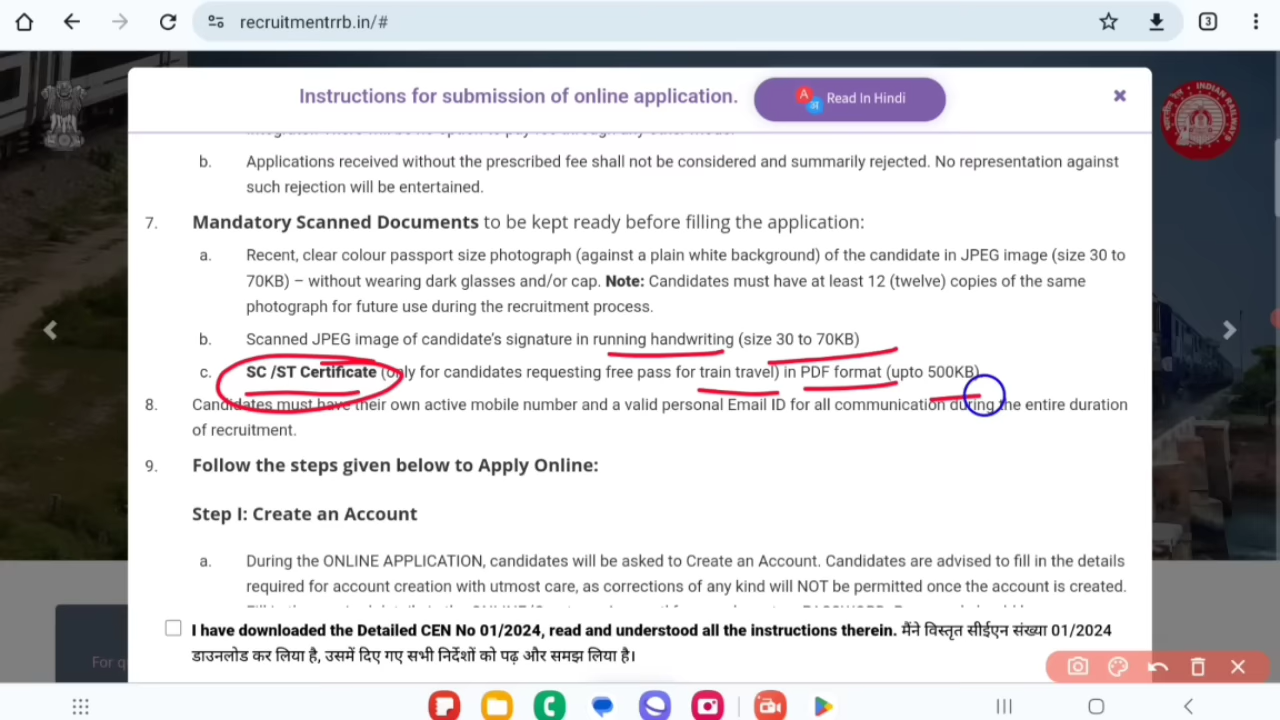 recruitmentrrb.in/#
3
Instructions for submission of online application.
Read In Hindi
INDIAN RAILWAYS
b. Applications received without the prescribed fee shall not be considered and summarily rejected. No representation against
such rejection will be entertained.
7. Mandatory Scanned Documents to be kept ready before filling the application:
a. Recent, clear colour passport size photograph (against a plain white background) of the candidate in JPEG image (size 30 to
70KB) – without wearing dark glasses and/or cap. Note: Candidates must have at least 12 (twelve) copies of the same
photograph for future use during the recruitment process.
b. Scanned JPEG image of candidate's signature in running handwriting (size 30 to 70KB)
c. SC /ST Certificate (only for candidates requesting free pass for train travel) in PDF format (upto 500KB)
8. Candidates must have their own active mobile number and a valid personal Email ID for all communication during the entire duration
of recruitment.
9. Follow the steps given below to Apply Online:
Step I: Create an Account
a. During the ONLINE APPLICATION, candidates will be asked to Create an Account. Candidates are advised to fill in the details
required for account creation with utmost care, as corrections of any kind will NOT be permitted once the account is created.
I have downloaded the Detailed CEN No 01/2024, read and understood all the instructions therein. मैंने विस्तृत सीईएन संख्या 01/2024
डाउनलोड कर लिया है, उसमें दिए गए सभी निर्देशों को पढ़ और समझ लिया है।
For